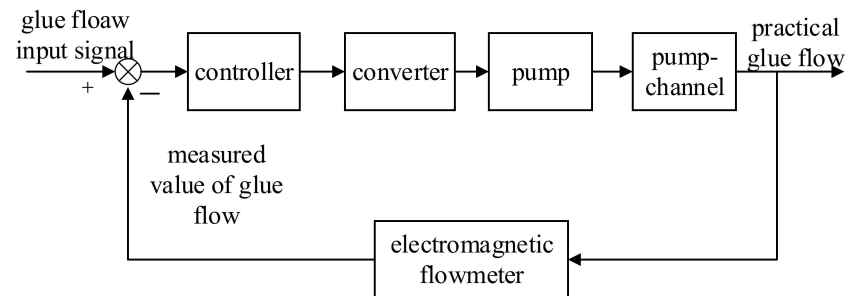 glue floaw
input signal
+
—
controller
converter
pump
pump-
channel
practical
glue flow
measured
value of glue
flow
electromagnetic
flowmeter